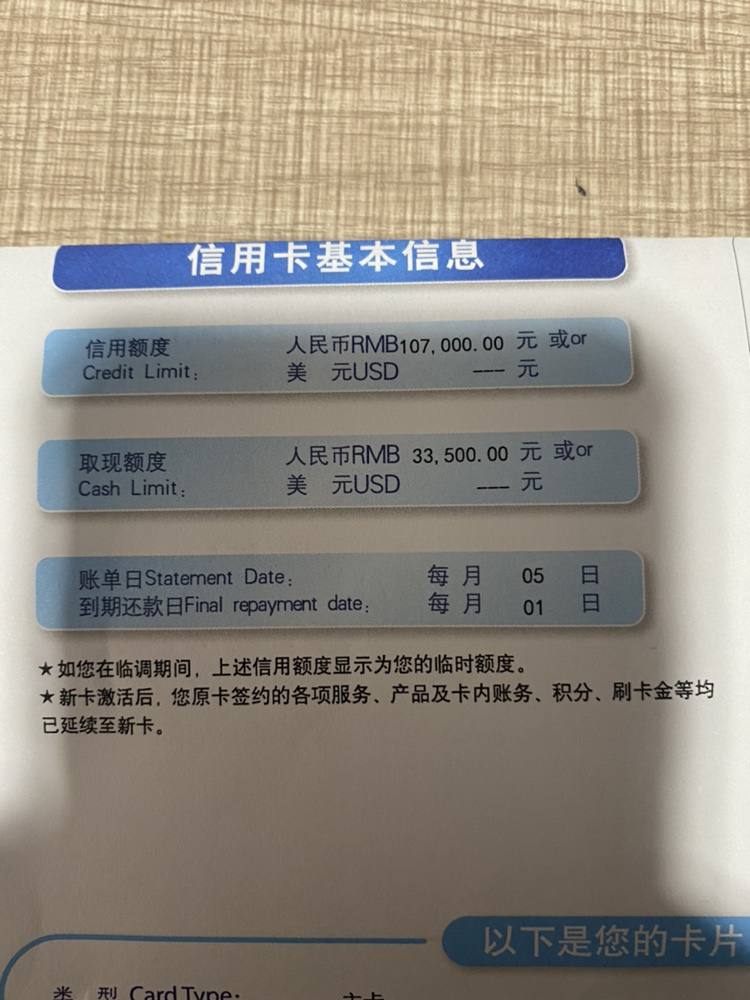 信用卡基本信息
信用额度 人民币RMB107,000.00 元 或or
Credit Limit: 美 元USD --- 元
取现额度 人民币RMB 33,500.00 元 或or
Cash Limit: 美 元USD --- 元
账单日Statement Date: 每 月 05 日
到期还款日Final repayment date: 每 月 01 日
★如您在临调期间，上述信用额度显示为您的临时额度。
★新卡激活后，您原卡签约的各项服务、产品及卡内账务、积分、刷卡金等均
已延续至新卡。
以下是您的卡片
类 型 Card Type: 主卡